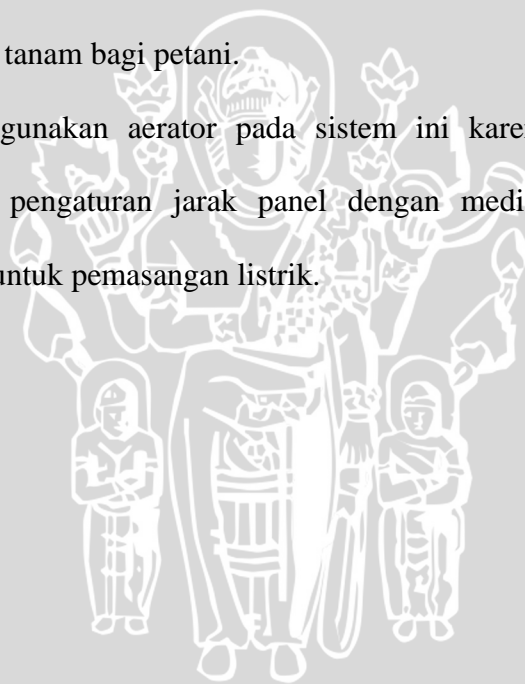 tanam bagi petani.
gunakan aerator pada sistem ini kare
pengaturan jarak panel dengan medi
untuk pemasangan listrik.